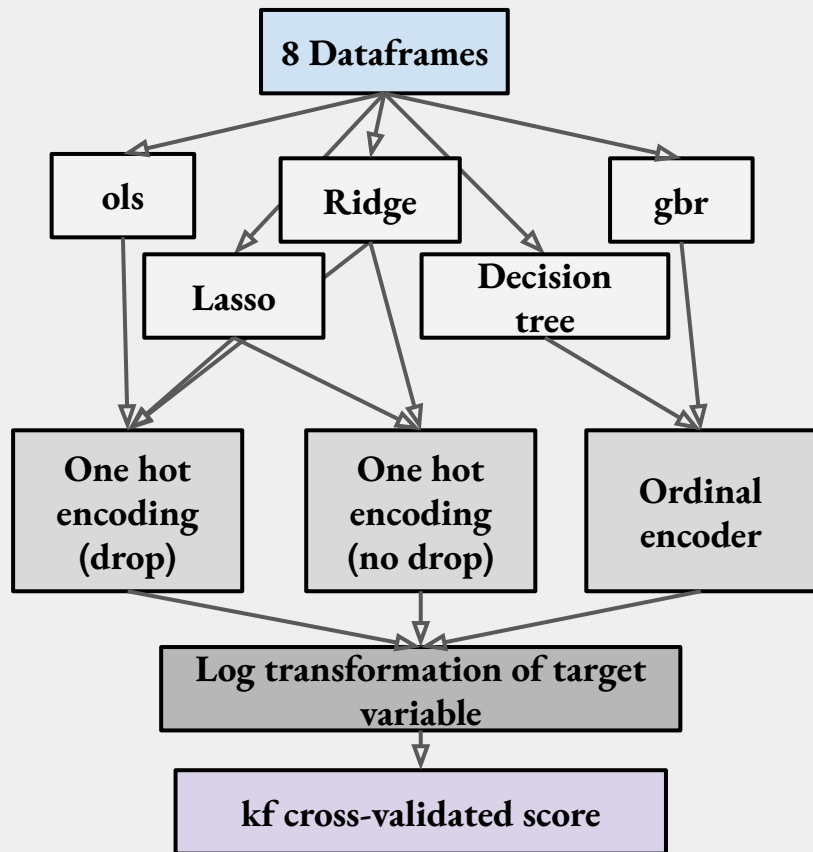 8 Dataframes
ols
Ridge
gbr
Lasso
Decision
tree
One hot
encoding
(drop)
One hot
encoding
(no drop)
Ordinal
encoder
Log transformation of target
variable
kf cross-validated score